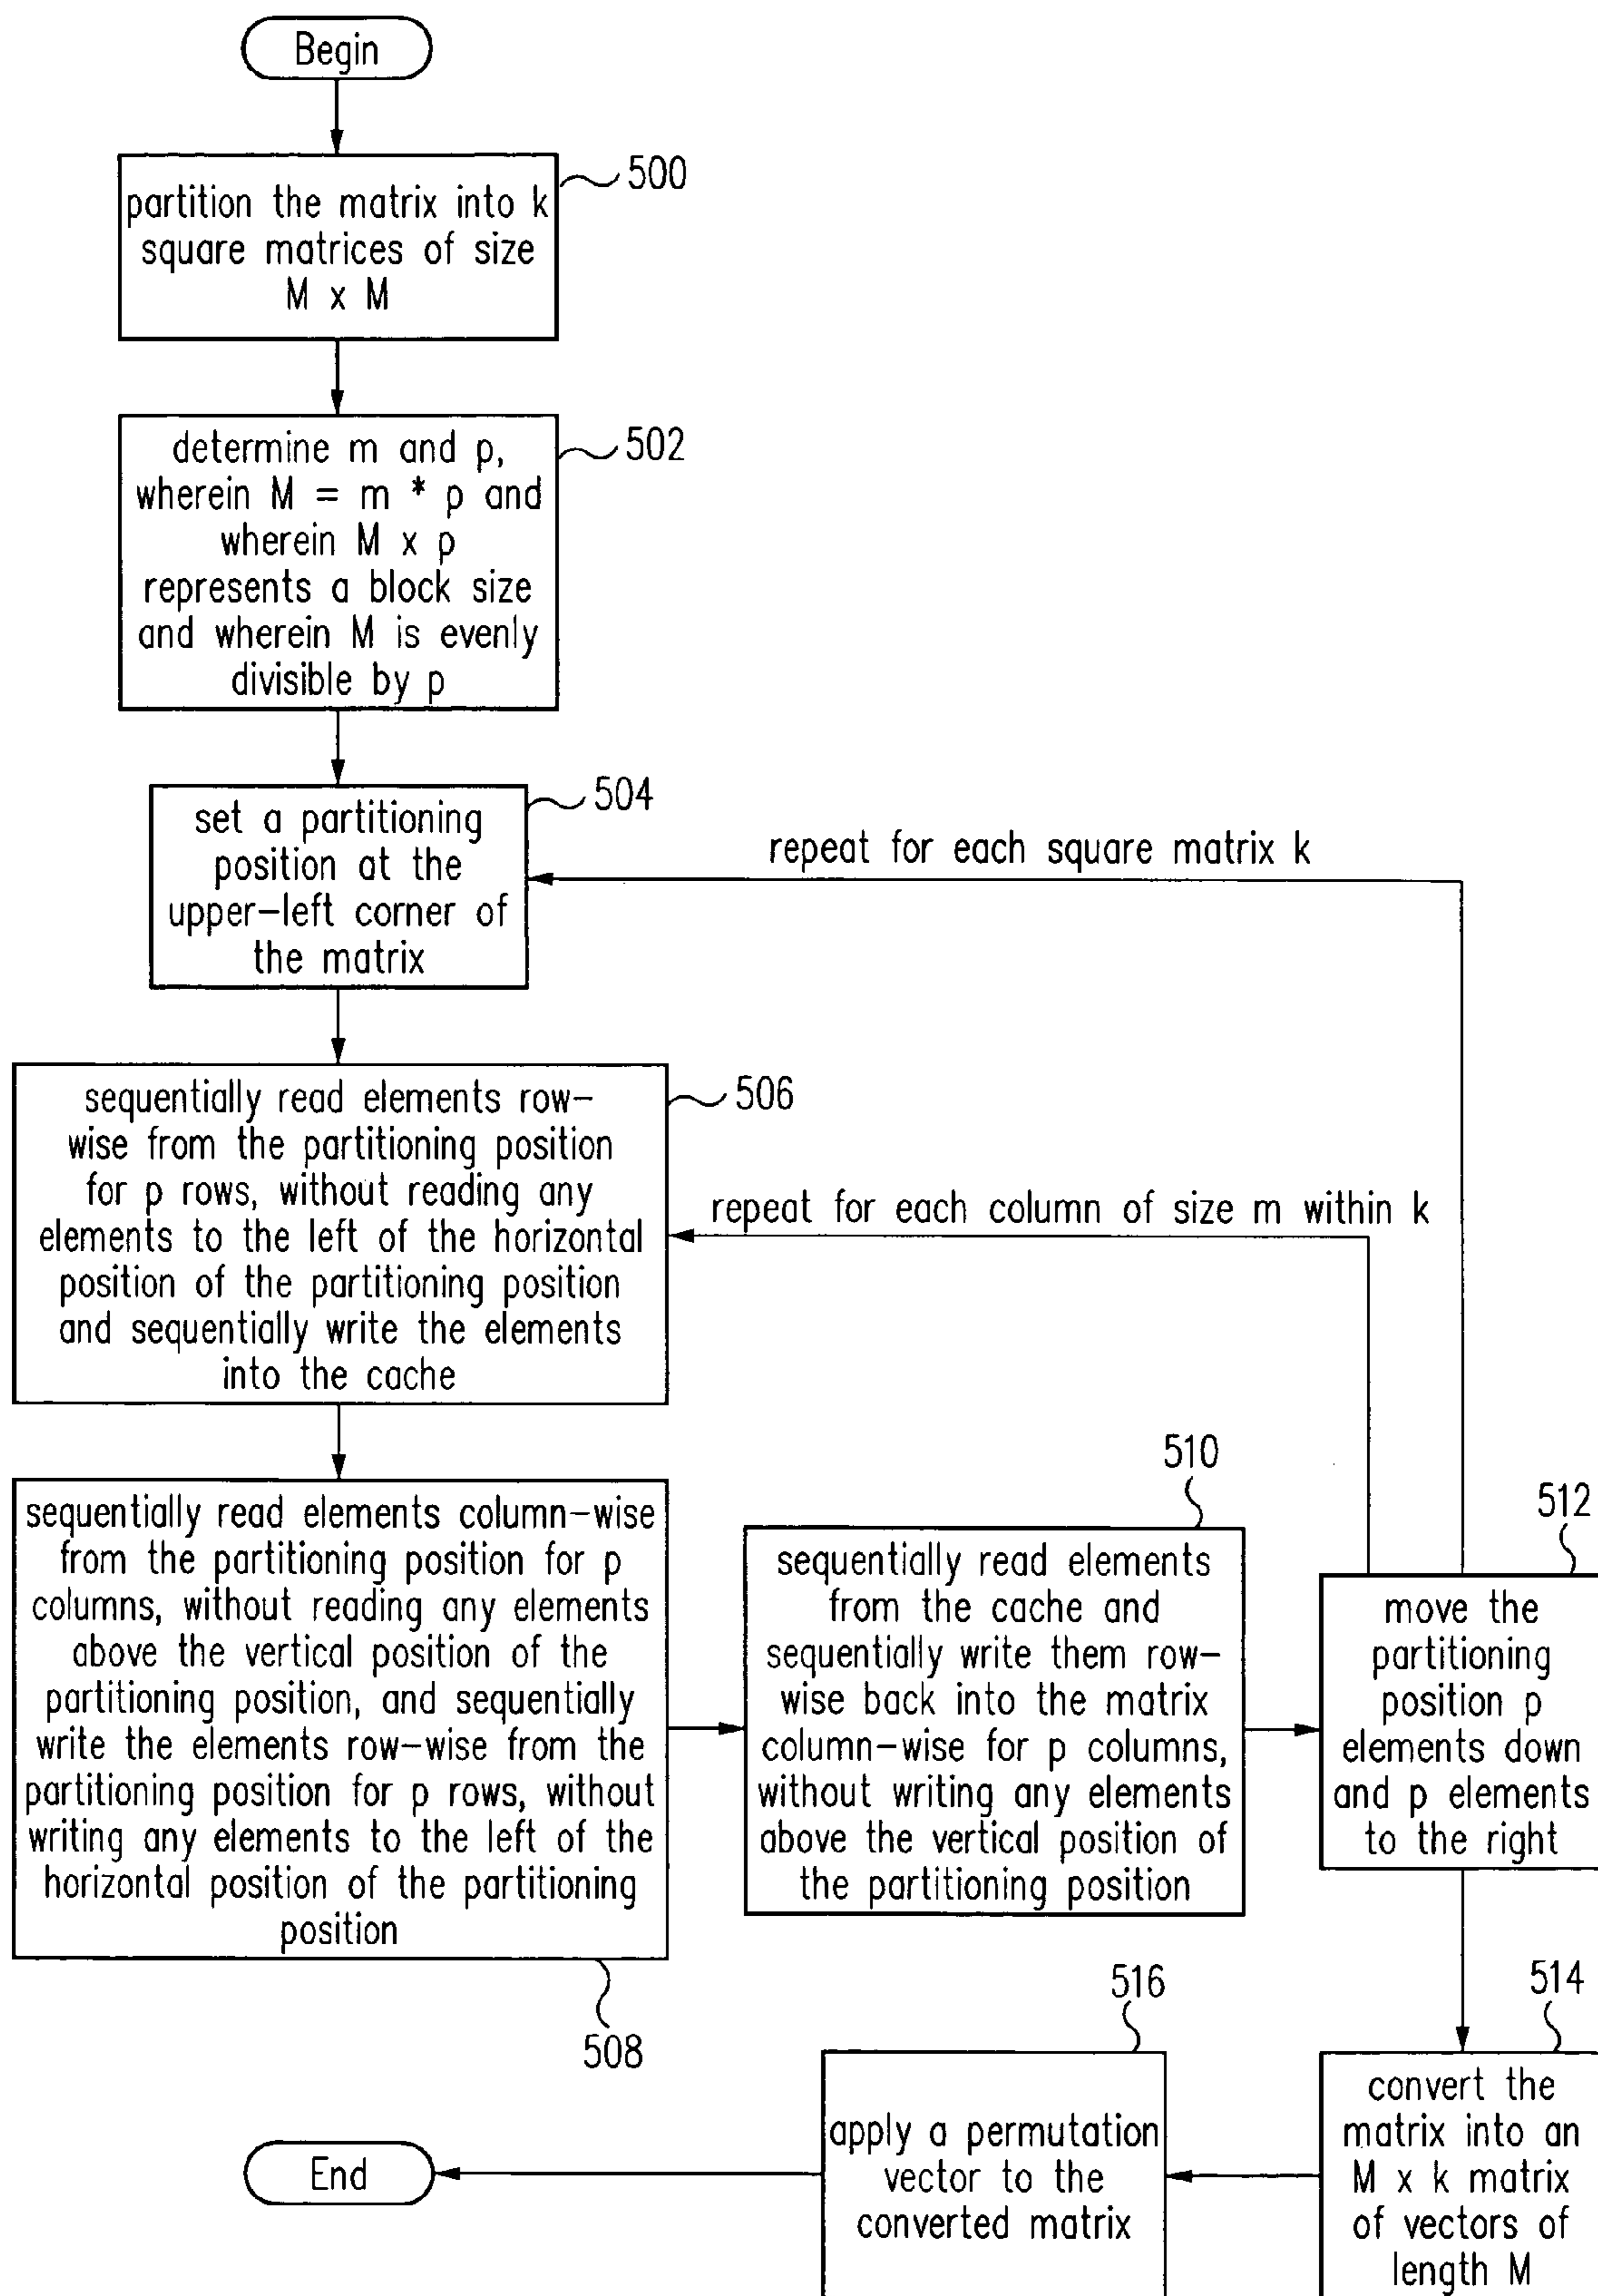 Begin
500
partition the matrix into k
square matrices of size
M x M
502
determine m and p,
wherein M = m * p and
wherein M x p
represents a block size
and wherein M is evenly
divisible by p
504
set a partitioning
position at the
upper-left corner of
the matrix
repeat for each square matrix k
506
sequentially read elements row-
wise from the partitioning position
for p rows, without reading any
elements to the left of the horizontal
position of the partitioning position
and sequentially write the elements
into the cache
repeat for each column of size m within k
sequentially read elements column-wise
from the partitioning position for p
columns, without reading any elements
above the vertical position of the
partitioning position, and sequentially
write the elements row-wise from the
partitioning position for p rows, without
writing any elements to the left of the
horizontal position of the partitioning
position
508
510
sequentially read elements
from the cache and
sequentially write them row-
wise back into the matrix
column-wise for p columns,
without writing any elements
above the vertical position of
the partitioning position
512
move the
partitioning
position p
elements down
and p elements
to the right
514
convert the
matrix into an
M x k matrix
of vectors of
length M
516
apply a permutation
vector to the
converted matrix
End